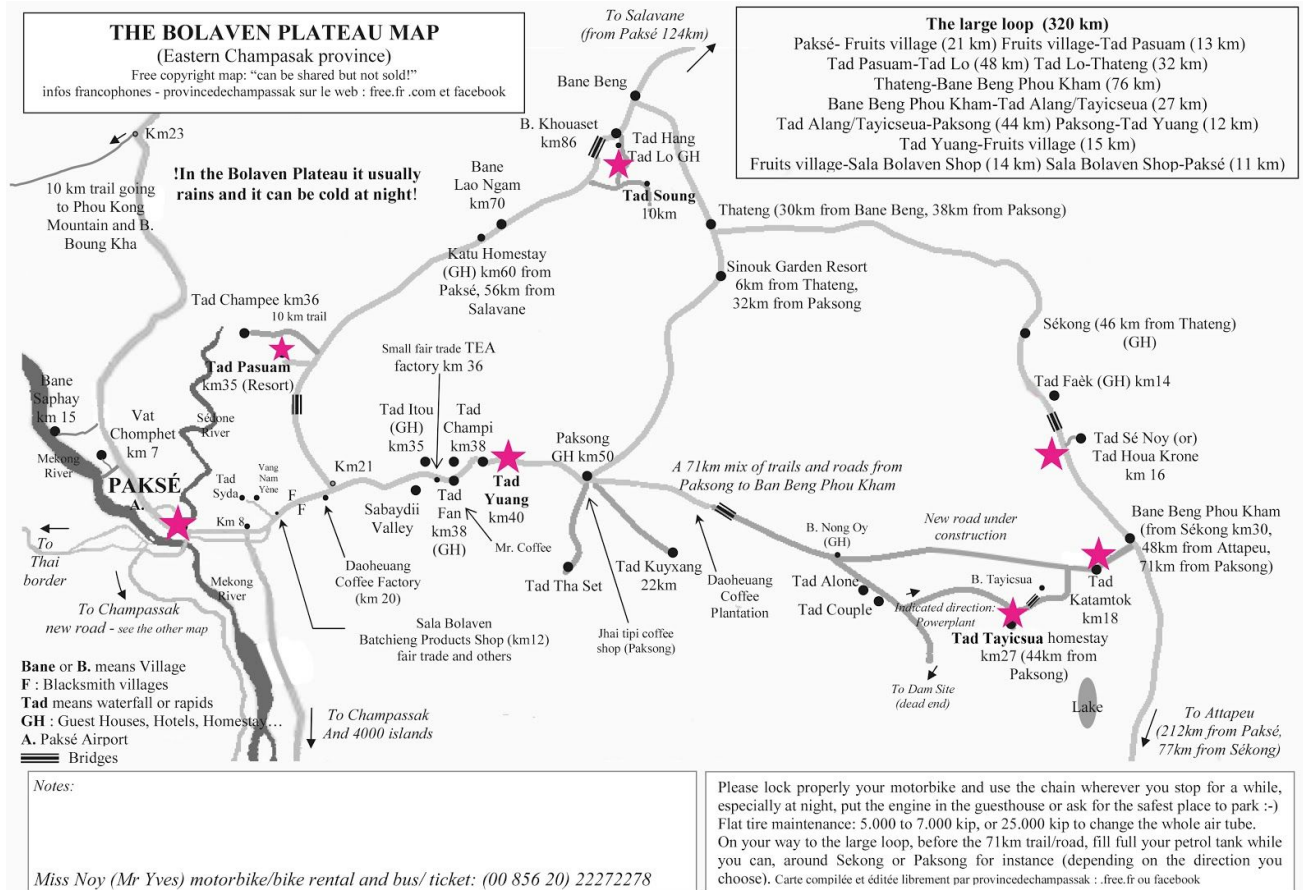 THE BOLAVEN PLATEAU MAP
(Eastern Champasak province)
Free copyright map: “can be shared but not sold!”
infos francophones - provincedechampassak sur le web : free.fr .com et facebook
To Salavane
(from Paksé 124km)
The large loop (320 km)
Paksé- Fruits village (21 km) Fruits village-Tad Pasuam (13 km)
Tad Pasuam-Tad Lo (48 km) Tad Lo-Thateng (32 km)
Thateng-Bane Beng Phou Kham (76 km)
Bane Beng Phou Kham-Tad Alang/Tayicseua (27 km)
Tad Alang/Tayicseua-Paksong (44 km) Paksong-Tad Yuang (12 km)
Tad Yuang-Fruits village (15 km)
Fruits village-Sala Bolaven Shop (14 km) Sala Bolaven Shop-Paksé (11 km)
Km23
10 km trail going
to Phou Kong
Mountain and B.
Boung Kha
!In the Bolaven Plateau it usually
rains and it can be cold at night!
Bane Beng
B. Khouaset
km86
Tad Hang
Tad Lo GH
Tad Soung
10km
Bane
Lao Ngam
km70
Katu Homestay
(GH) km60 from
Paksé, 56km from
Salavane
Thateng (30km from Bane Beng, 38km from Paksong)
Sinouk Garden Resort
6km from Thateng,
32km from Paksong
Sékong (46 km from Thateng)
(GH)
Tad Faèk (GH) km14
Tad Sé Noy (or)
Tad Houa Krone
km 16
Tad Champee km36
10 km trail
Tad Pasuam
km35 (Resort)
Small fair trade TEA
factory km 36
Bane
Saphay
km 15
Vat
Chomphet
km 7
Sédone
River
Mekong
River
PAKSÉ
A.
Tad
Syda
Vang
Nam
Yène
F
F
Km 8
Km21
Tad Itou
(GH)
km35
Tad
Champi
km38
Sabaydii
Valley
Tad
Fan
km38
(GH)
Mr. Coffee
Tad
Yuang
km40
Paksong
GH km50
A 71km mix of trails and roads from
Paksong to Ban Beng Phou Kham
B. Nong Oy
(GH)
New road under
construction
Bane Beng Phou Kham
(from Sékong km30,
48km from Attapeu,
71km from Paksong)
Tad
Katamtok
km18
B. Tayicsua
Indicated direction:
Powerplant
Tad Tayicsua homestay
km27 (44km from
Paksong)
Tad Alone
Tad Couple
To Dam Site
(dead end)
Lake
To Attapeu
(212km from Paksé,
77km from Sékong)
Tad Tha Set
Tad Kuyxang
22km
Jhai tipi coffee
shop (Paksong)
Daoheuang
Coffee
Plantation
Daoheuang
Coffee Factory
(km 20)
Sala Bolaven
Batchieng Products Shop (km12)
fair trade and others
To
Thai
border
To Champassak
new road - see the other map
Mekong
River
To Champassak
And 4000 islands
Bane or B. means Village
F : Blacksmith villages
Tad means waterfall or rapids
GH : Guest Houses, Hotels, Homestay…
A. Paksé Airport
Bridges
Notes:
Miss Noy (Mr Yves) motorbike/bike rental and bus/ ticket: (00 856 20) 22272278
Please lock properly your motorbike and use the chain wherever you stop for a while,
especially at night, put the engine in the guesthouse or ask for the safest place to park :-)
Flat tire maintenance: 5.000 to 7.000 kip, or 25.000 kip to change the whole air tube.
On your way to the large loop, before the 71km trail/road, fill full your petrol tank while
you can, around Sekong or Paksong for instance (depending on the direction you
choose). Carte compilée et éditée librement par provincedechampassak : .free.fr ou facebook